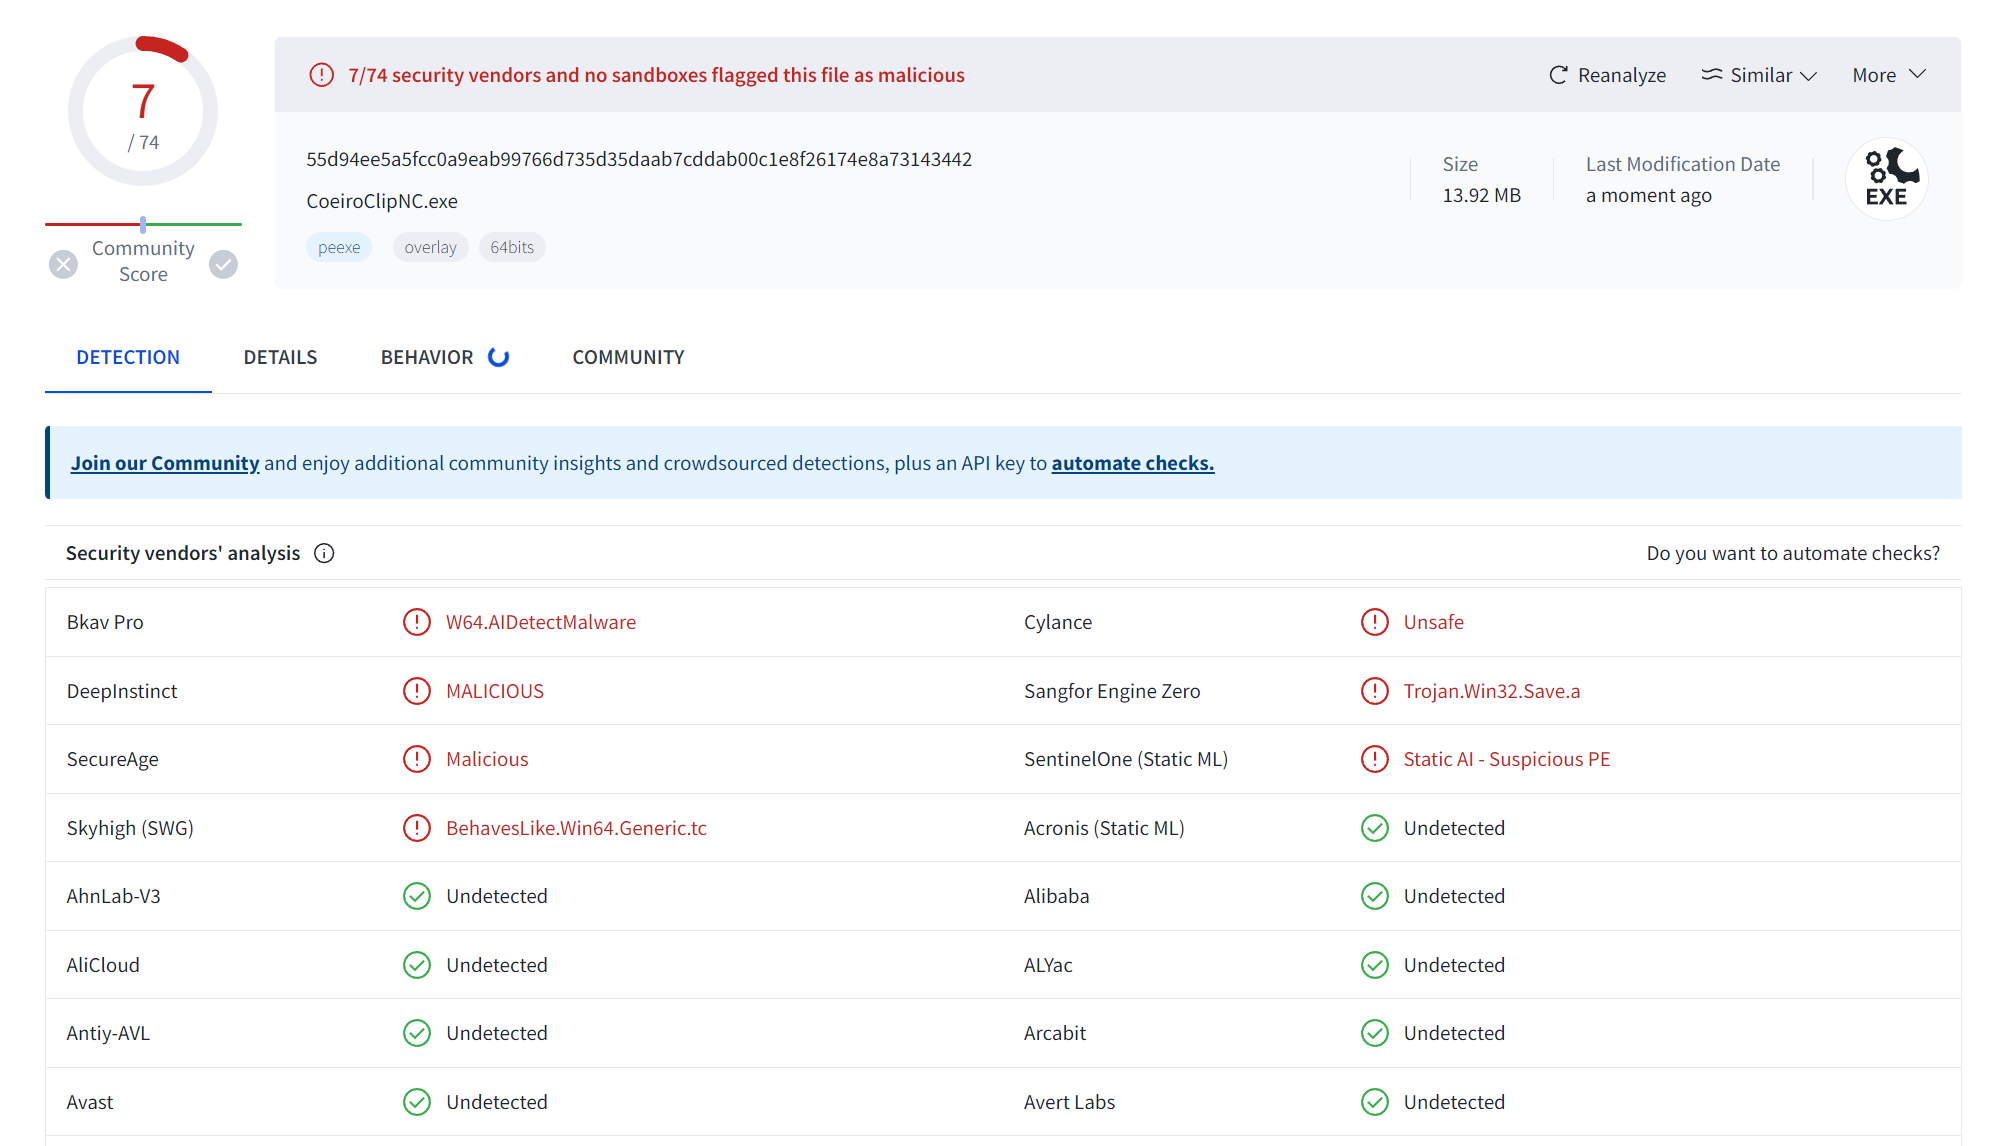 7
/ 74
Community
Score
7/74 security vendors and no sandboxes flagged this file as malicious
Reanalyze
Similar
More
55d94ee5a5fcc0a9eab99766d735d35daab7cddab00c1e8f26174e8a73143442
CoeiroClipNC.exe
peexe
overlay
64bits
Size
13.92 MB
Last Modification Date
a moment ago
EXE
DETECTION
DETAILS
BEHAVIOR
COMMUNITY
Join our Community and enjoy additional community insights and crowdsourced detections, plus an API key to automate checks.
Security vendors' analysis
Do you want to automate checks?
Bkav Pro
W64.AIDetectMalware
Cylance
Unsafe
DeepInstinct
MALICIOUS
Sangfor Engine Zero
Trojan.Win32.Save.a
SecureAge
Malicious
SentinelOne (Static ML)
Static AI - Suspicious PE
Skyhigh (SWG)
BehavesLike.Win64.Generic.tc
Acronis (Static ML)
Undetected
AhnLab-V3
Undetected
Alibaba
Undetected
AliCloud
Undetected
ALYac
Undetected
Antiy-AVL
Undetected
Arcabit
Undetected
Avast
Undetected
Avert Labs
Undetected